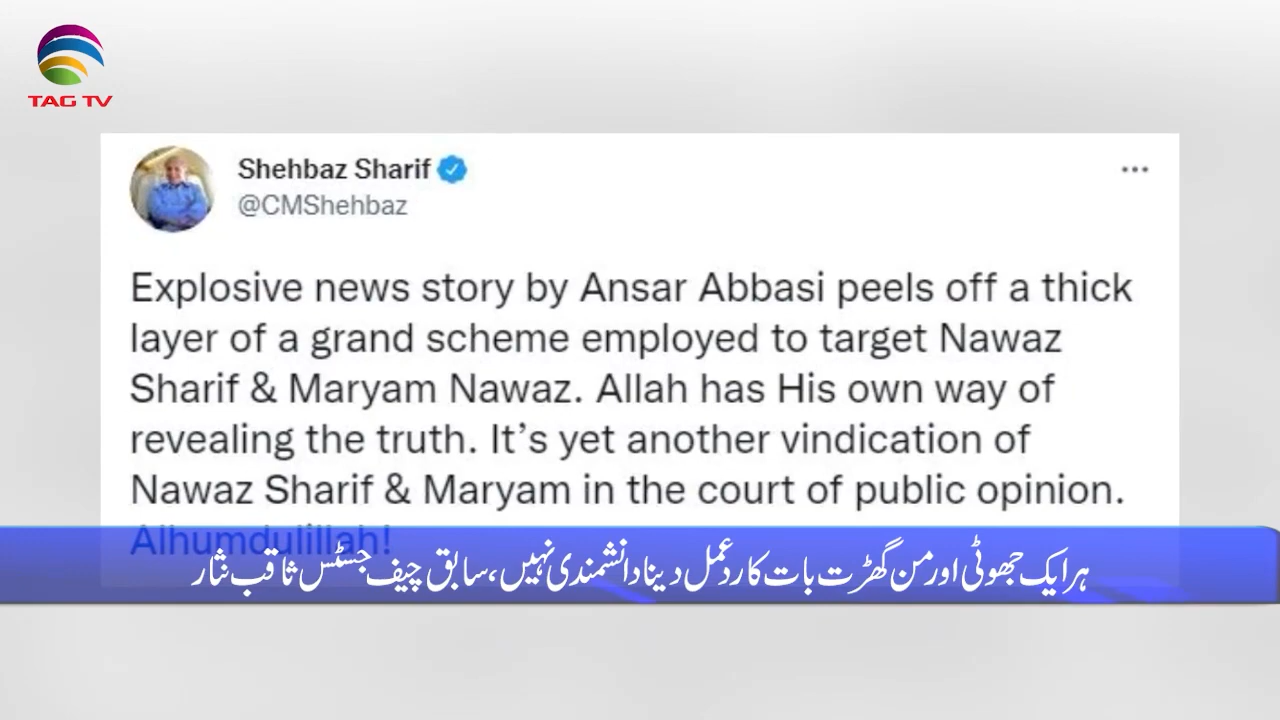 TAG TV
Shehbaz Sharif
@CMShehbaz
Explosive news story by Ansar Abbasi peels off a thick
layer of a grand scheme employed to target Nawaz
Sharif & Maryam Nawaz. Allah has His own way of
revealing the truth. It’s yet another vindication of
Nawaz Sharif & Maryam in the court of public opinion.
Alhumdulillah!
ہر ایک جھوٹی اور من گھڑت بات کا ردعمل دینا دانشمندی نہیں، سابق چیف جسٹس ثاقب نثار